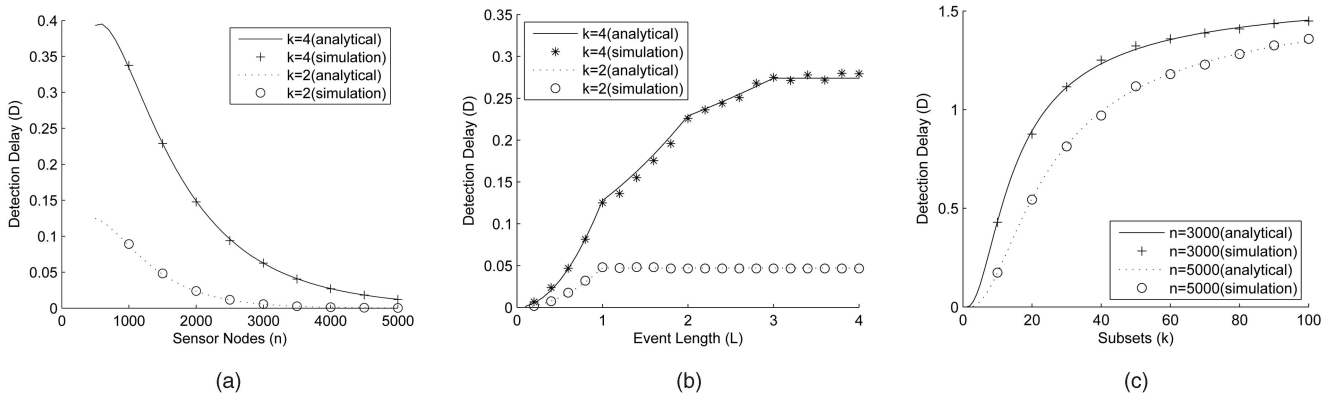 0.4
0.35
0.3
0.25
0.2
0.15
0.1
0.05
0
Detection Delay (D)
k=4(analytical)
k=4(simulation)
k=2(analytical)
k=2(simulation)
0 1000 2000 3000 4000 5000
Sensor Nodes (n)
(a)
0.35
0.3
0.25
0.2
0.15
0.1
0.05
0
Detection Delay (D)
k=4(analytical)
k=4(simulation)
k=2(analytical)
k=2(simulation)
0 1 2 3 4
Event Length (L)
(b)
1.5
1
0.5
0
Detection Delay (D)
n=3000(analytical)
n=3000(simulation)
n=5000(analytical)
n=5000(simulation)
0 20 40 60 80 100
Subsets (k)
(c)